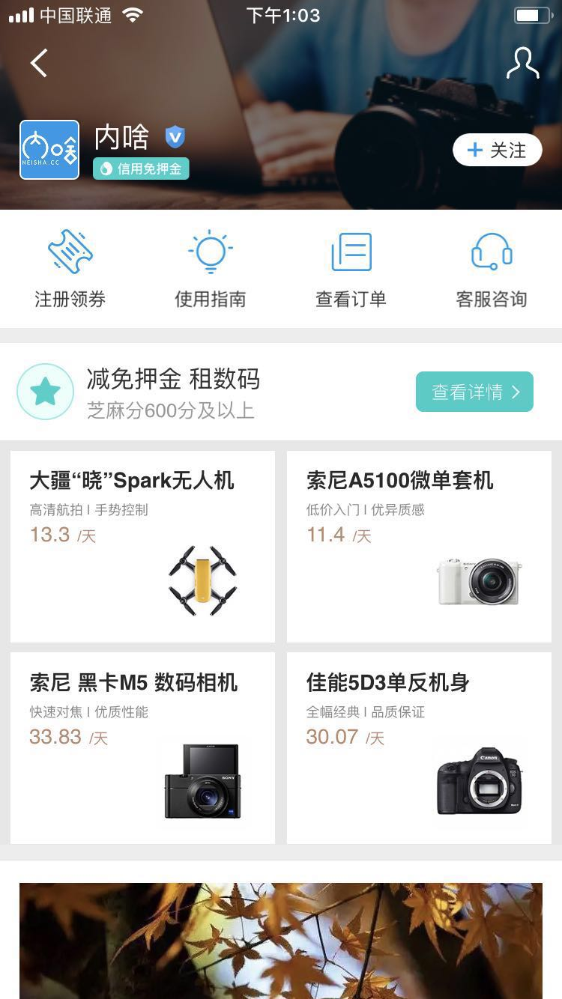 中国联通
下午1:03
内啥
NEISHA.CC
信用免押金
关注
内啥
注册领券
使用指南
查看订单
客服咨询
减免押金 租数码
芝麻分600分及以上
查看详情
大疆“晓”Spark无人机
高清航拍 | 手势控制
13.3 /天
索尼A5100微单套机
低价入门 | 优异质感
11.4 /天
SONY
索尼 黑卡M5 数码相机
快速对焦 | 优质性能
33.83 /天
SONY
佳能5D3单反机身
全幅经典 | 品质保证
30.07 /天
Canon